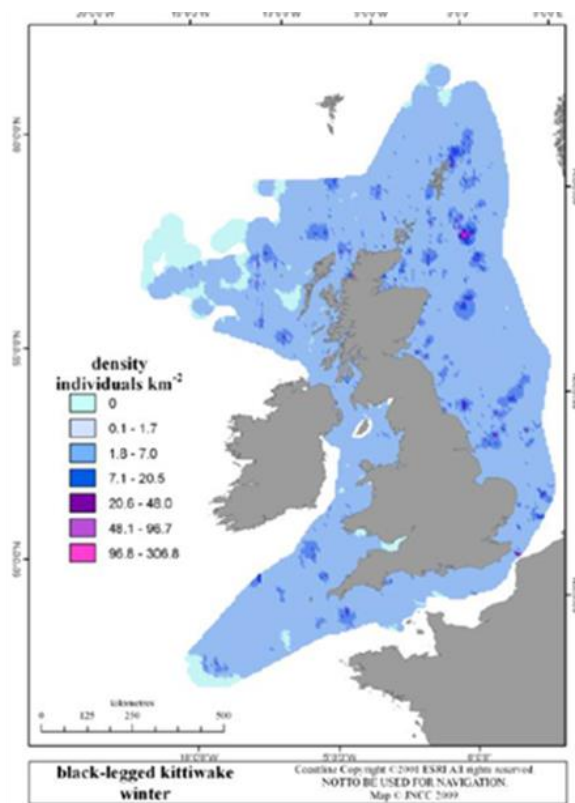 density
individuals km⁻²
0
0.1 - 1.7
1.8 - 7.0
7.1 - 20.5
20.6 - 48.0
48.1 - 96.7
96.8 - 306.8
kilometres
0 125 250 500
black-legged kittiwake
winter
Coastline Copyright ©2001 ESRI All rights reserved
NOT TO BE USED FOR NAVIGATION.
Map © JNCC 2009